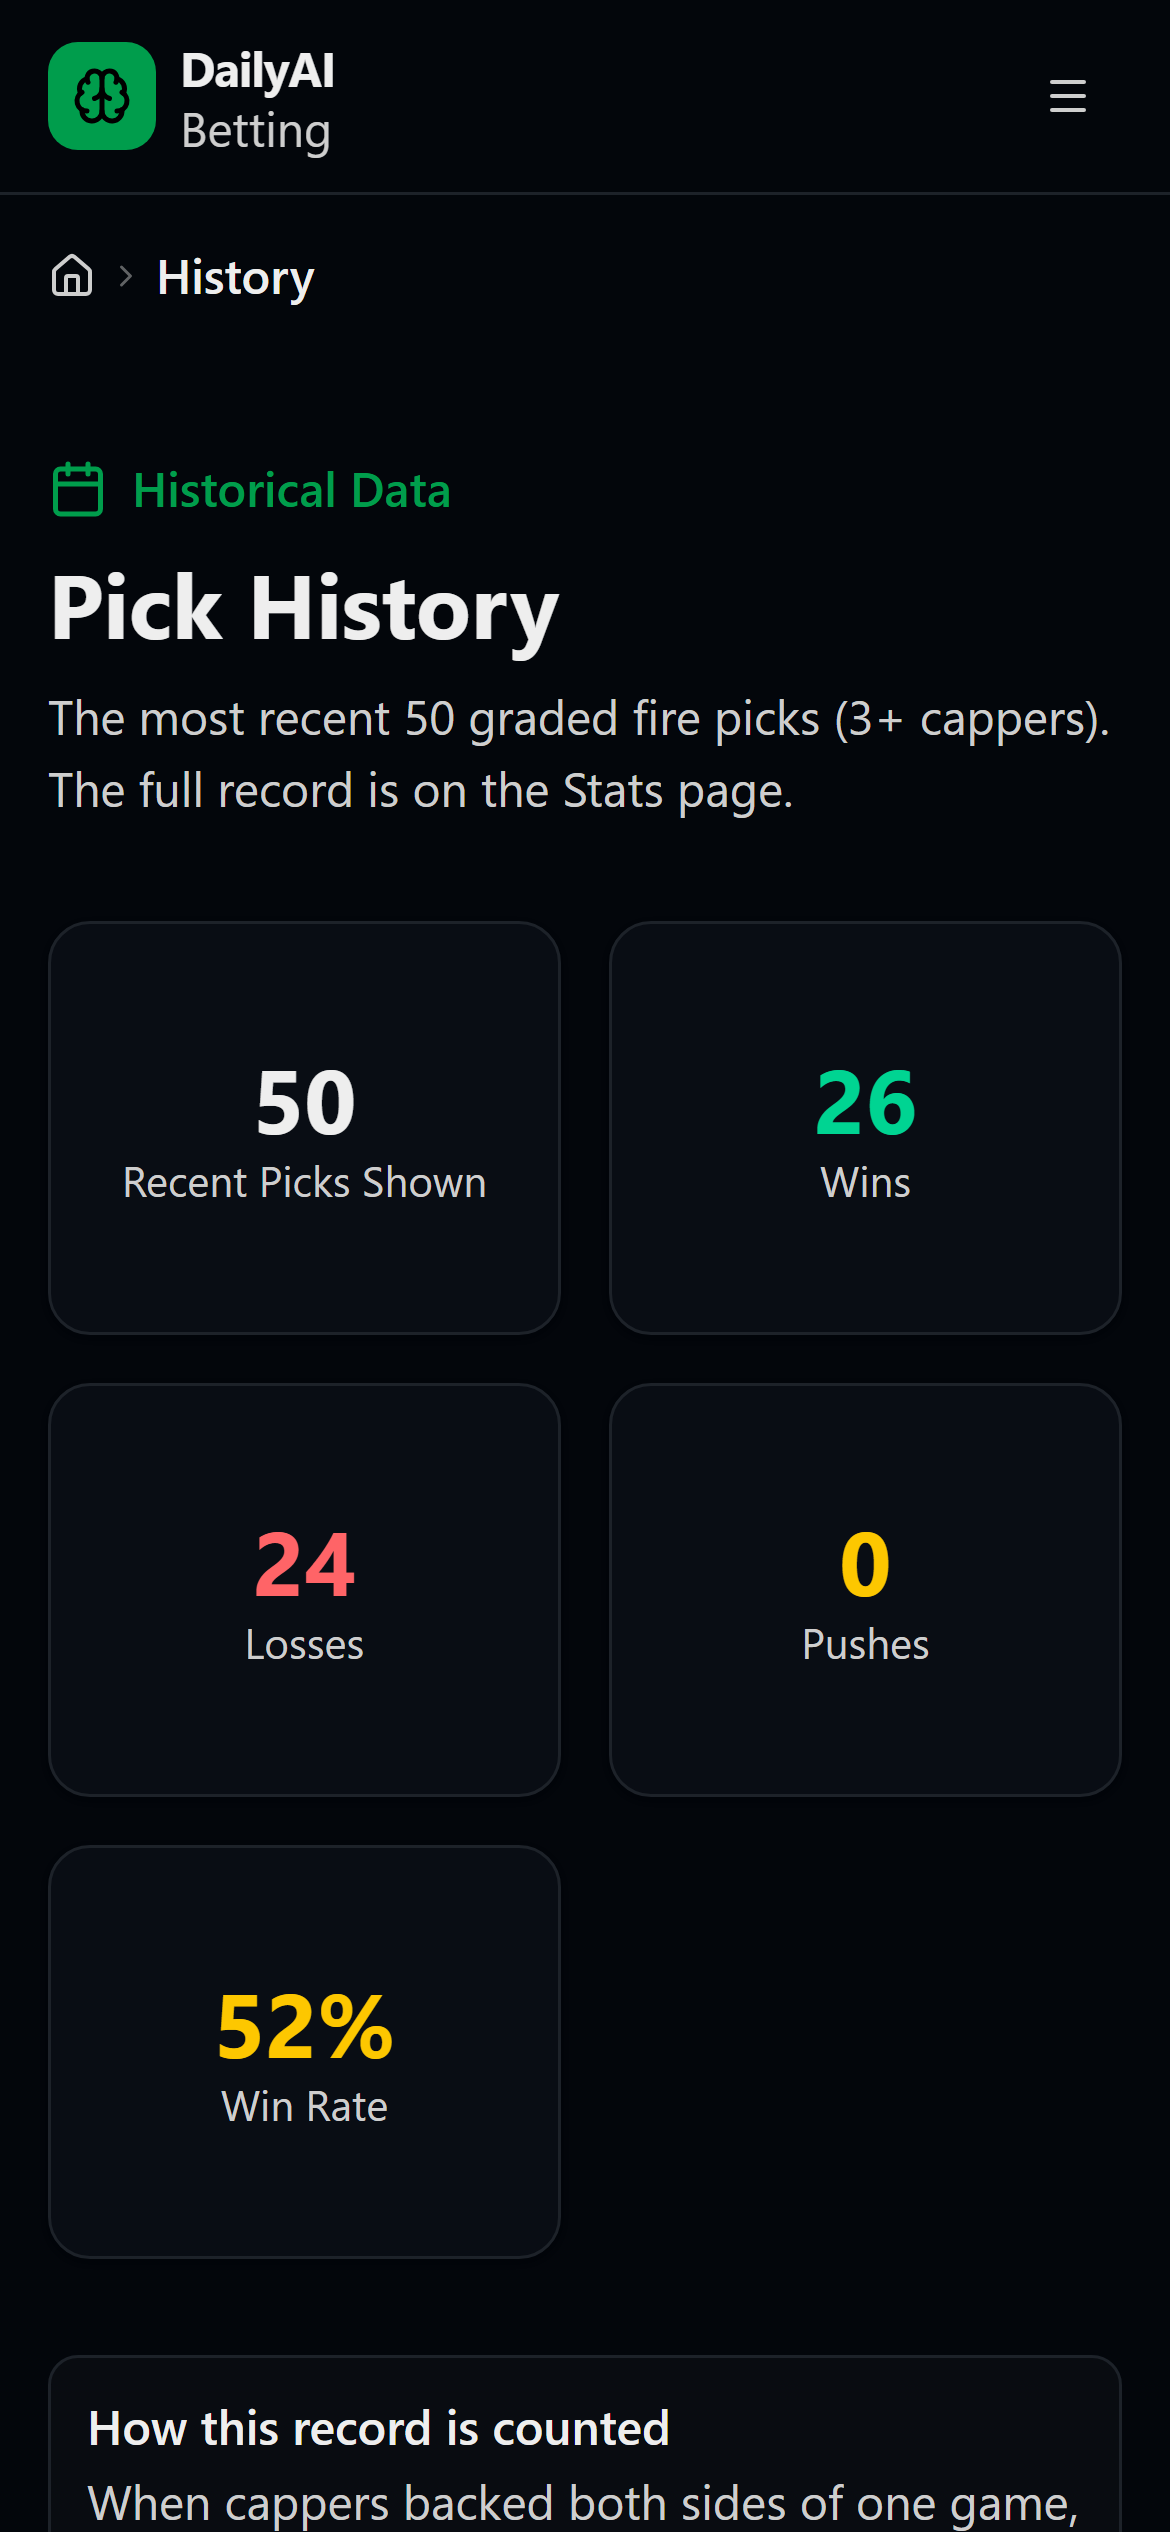 DailyAI
Betting
History
Historical Data
Pick History
The most recent 50 graded fire picks (3+ cappers).
The full record is on the Stats page.
50
Recent Picks Shown
26
Wins
24
Losses
0
Pushes
52%
Win Rate
How this record is counted
When cappers backed both sides of one game,